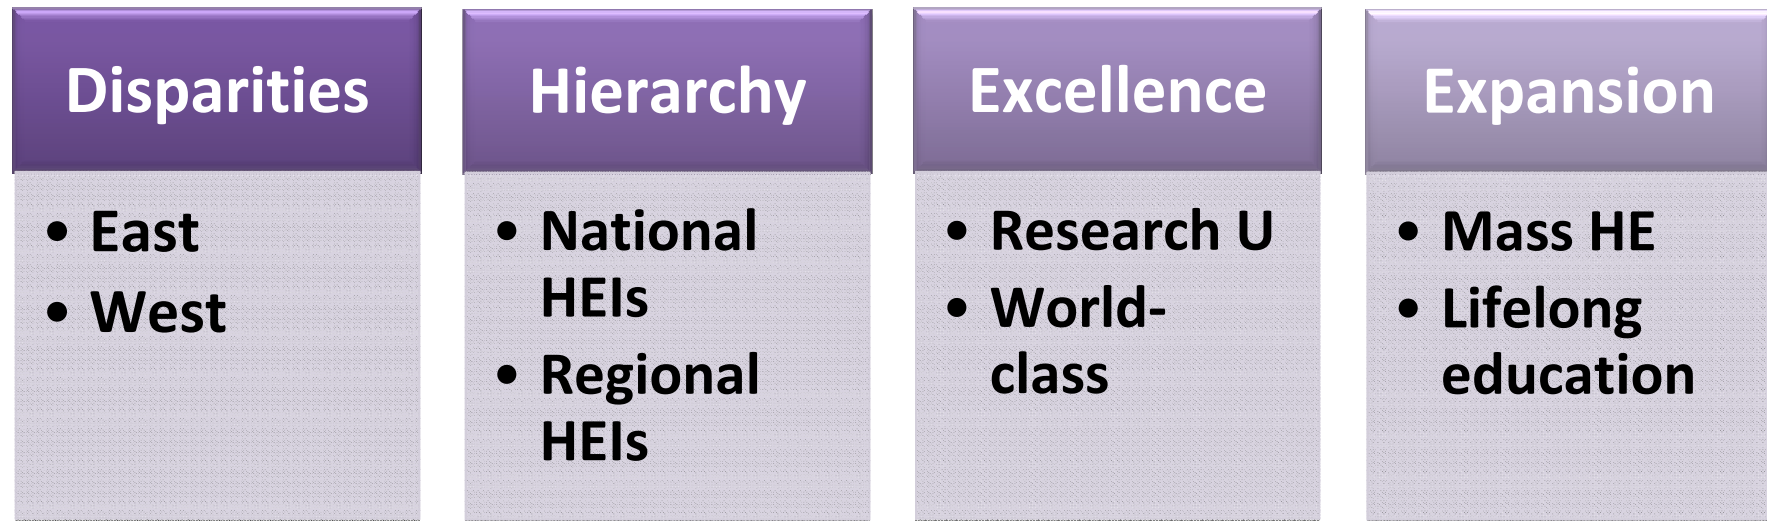 Disparities
• East
• West
Hierarchy
• National
HEIs
• Regional
HEIs
Excellence
• Research U
• World-
class
Expansion
• Mass HE
• Lifelong
education